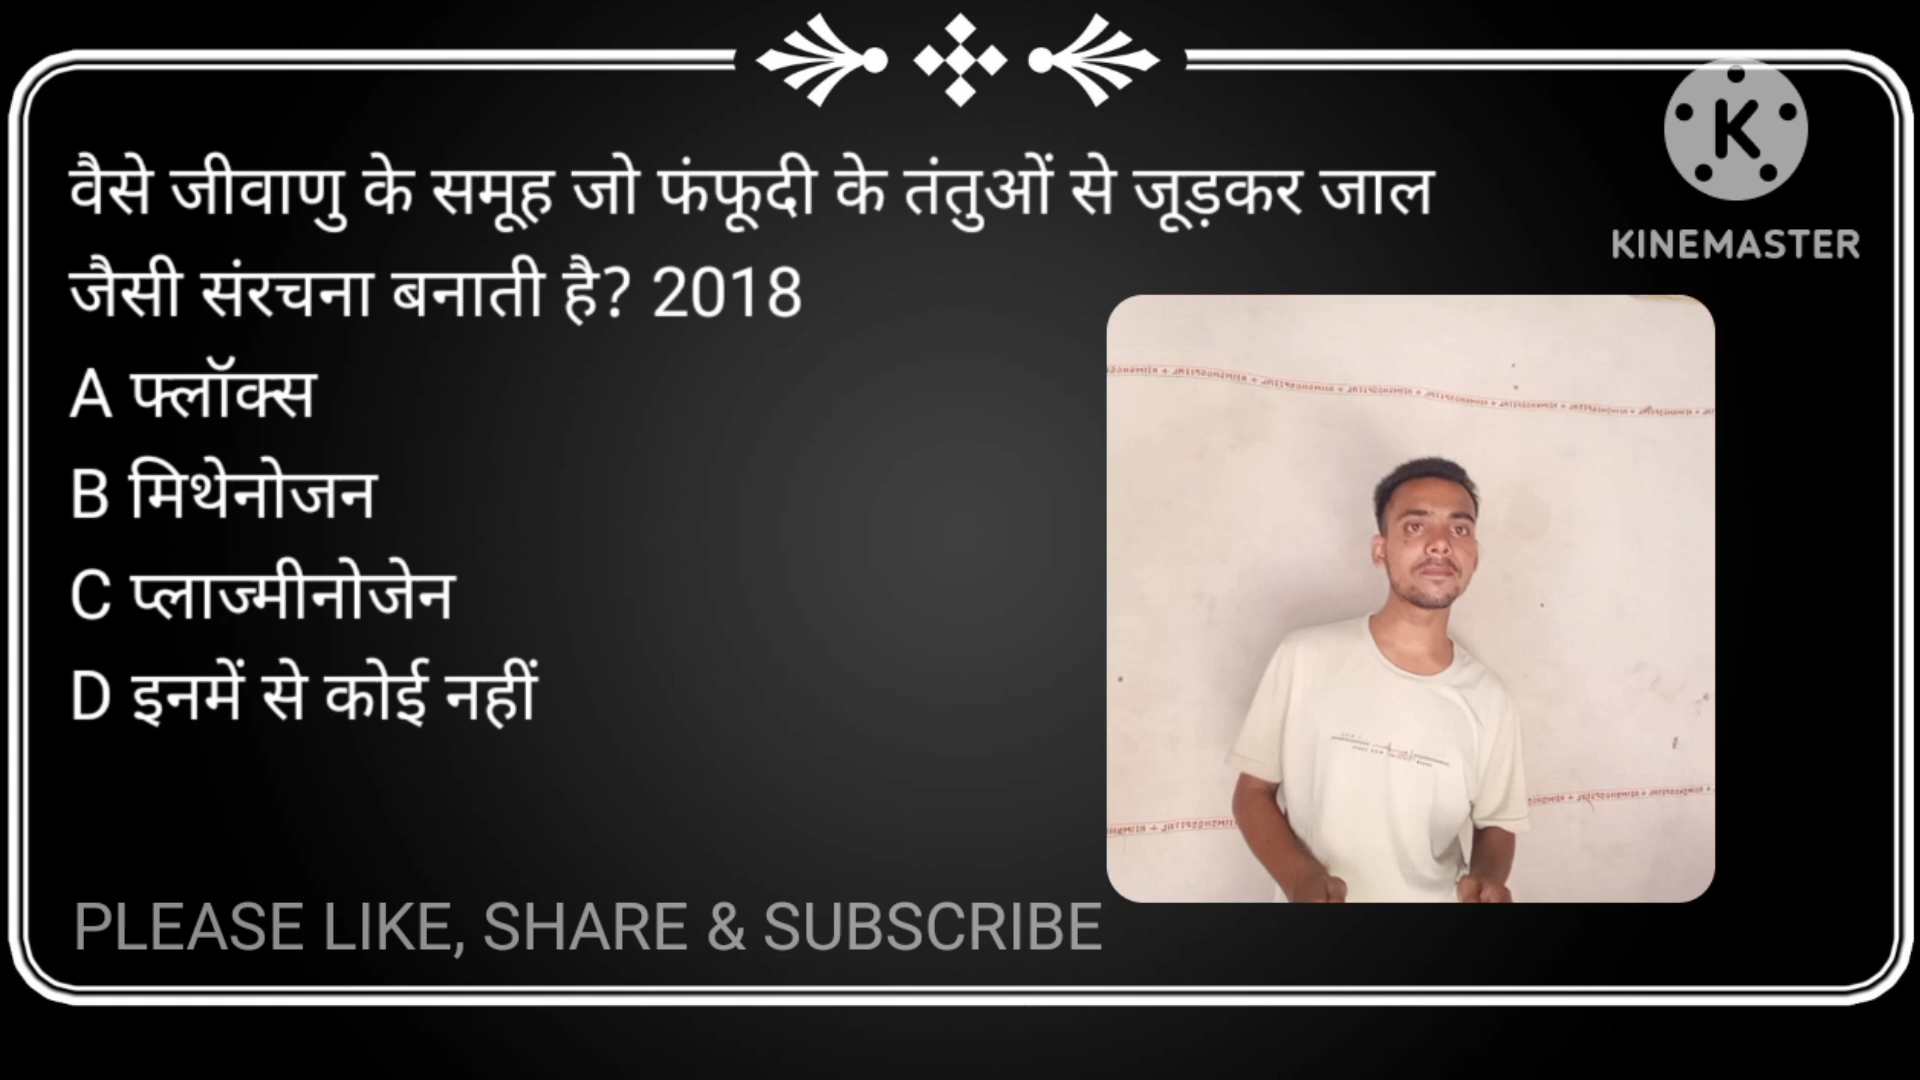 वैसे जीवाणु के समूह जो फंफूदी के तंतुओं से जूड़कर जाल
जैसी संरचना बनाती है? 2018
A फ्लॉक्स
B मिथेनोजन
C प्लाज्मीनोजेन
D इनमें से कोई नहीं
PLEASE LIKE, SHARE & SUBSCRIBE
K
KINEMASTER